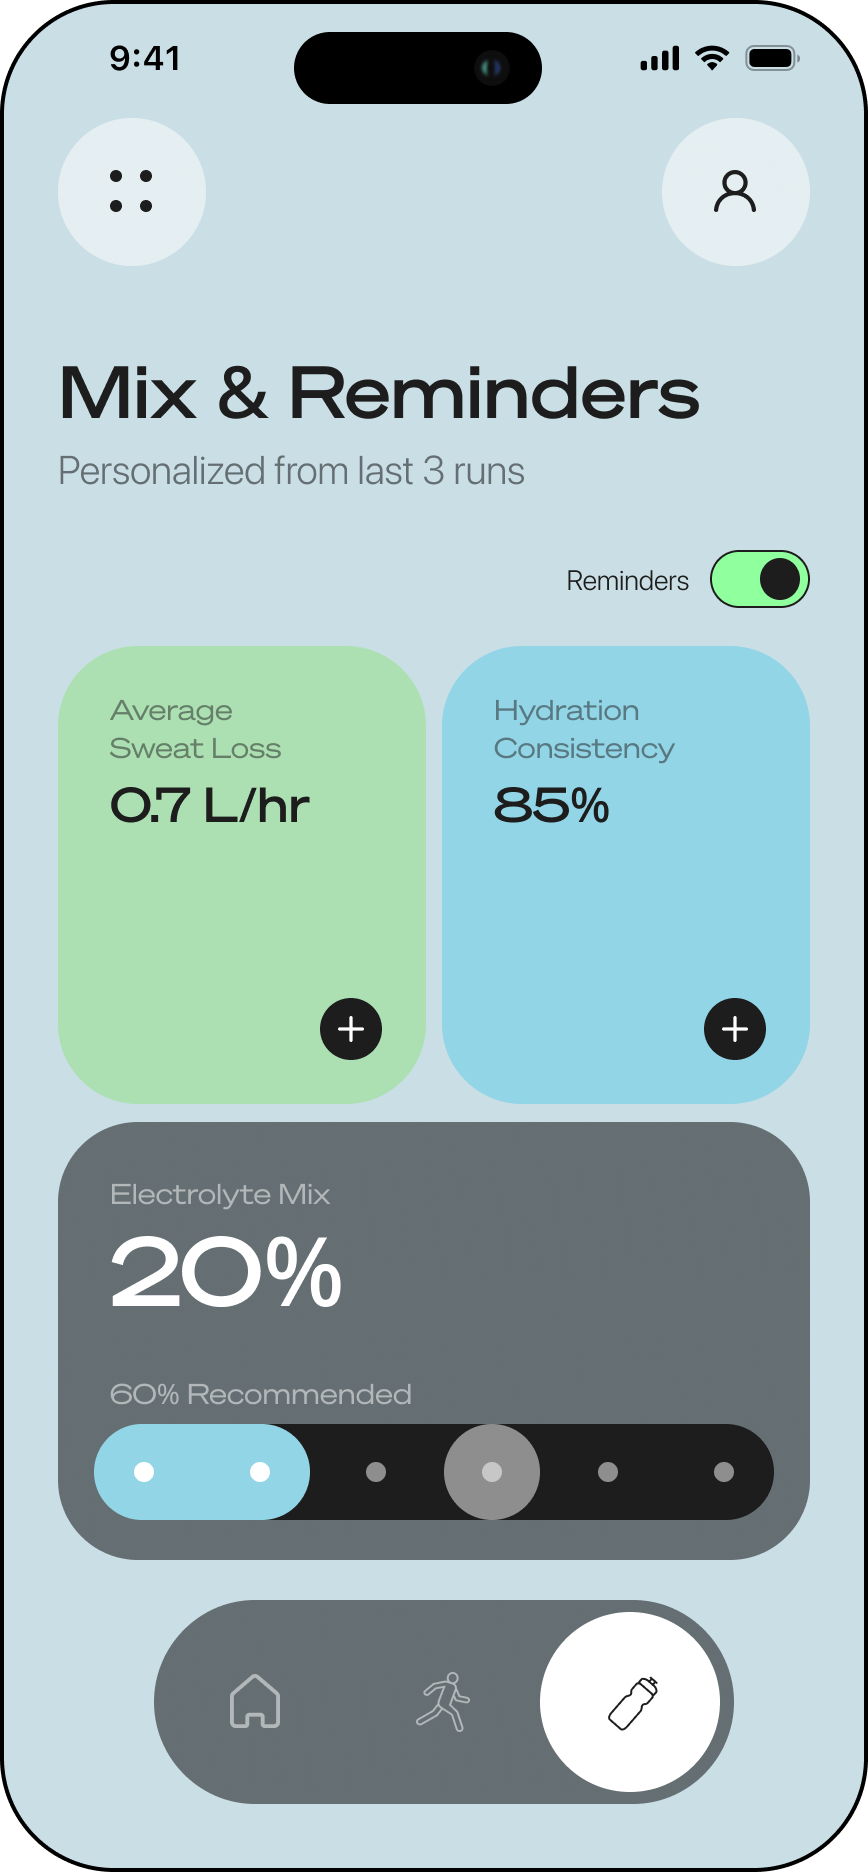 9:41
Mix & Reminders
Personalized from last 3 runs
Reminders
Average
Sweat Loss
0.7 L/hr
Hydration
Consistency
85%
Electrolyte Mix
20%
60% Recommended